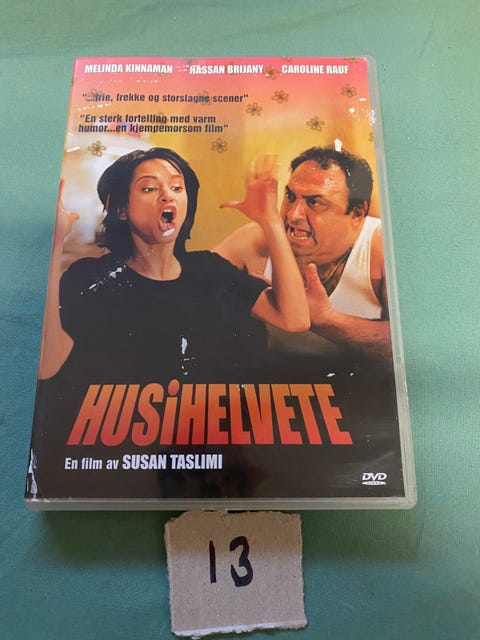 MELINDA KINNAMAN HASSAN BRIJANY CAROLINE RAUF
"...frie, frekke og storslagne scener"
"En sterk fortelling med varm
humor...en kjempemorsom film"
HUSiHELVETE
En film av SUSAN TASLIMI
DVD
VIDEO
13